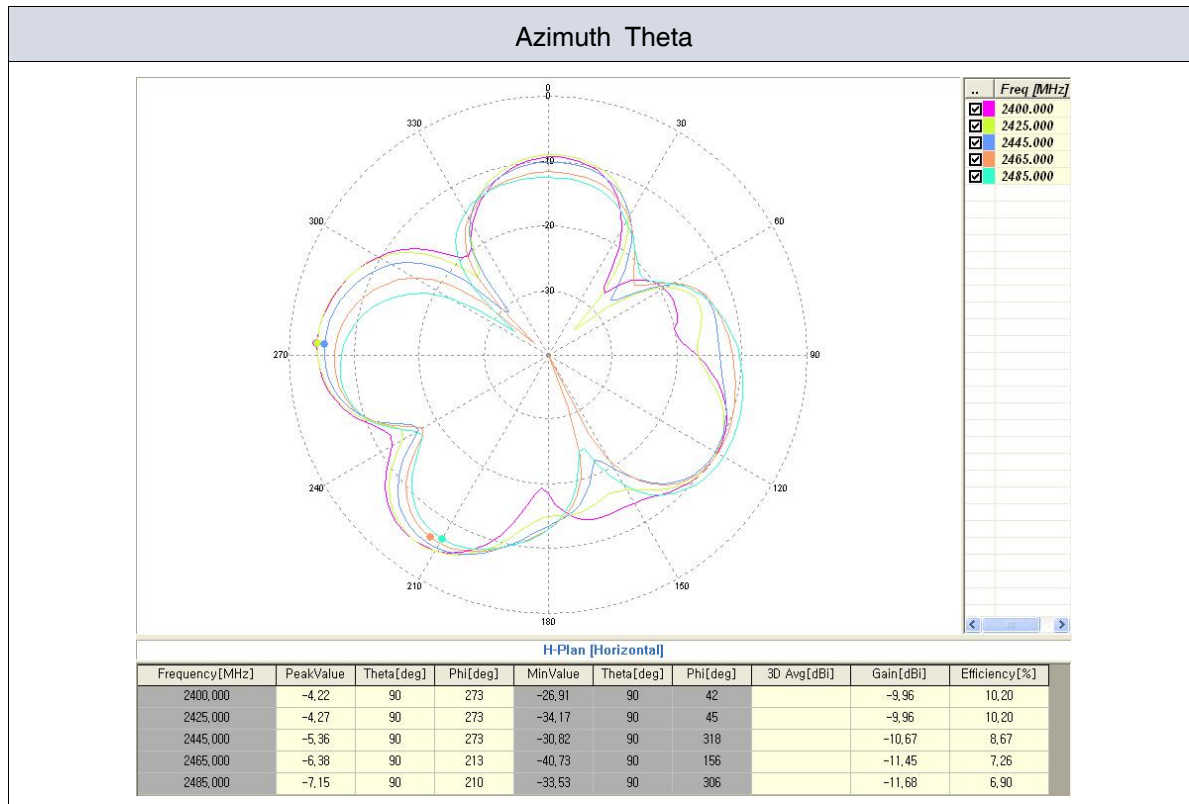 Azimuth Theta
0
0
330
30
-10
300
60
-20
-30
270
90
240
120
210
150
180
.. Freq [MHz]
2400.000
2425.000
2445.000
2465.000
2485.000
H-Plan [Horizontal]
Frequency[MHz] PeakValue Theta[deg] Phi[deg] MinValue Theta[deg] Phi[deg] 3D Avg[dBi] Gain[dBi] Efficiency[%]
2400,000 -4,22 90 273 -26,91 90 42 -9,96 10,20
2425,000 -4,27 90 273 -34,17 90 45 -9,96 10,20
2445,000 -5,36 90 273 -30,82 90 318 -10,67 8,67
2465,000 -6,38 90 213 -40,73 90 156 -11,45 7,26
2485,000 -7,15 90 210 -33,53 90 306 -11,68 6,90